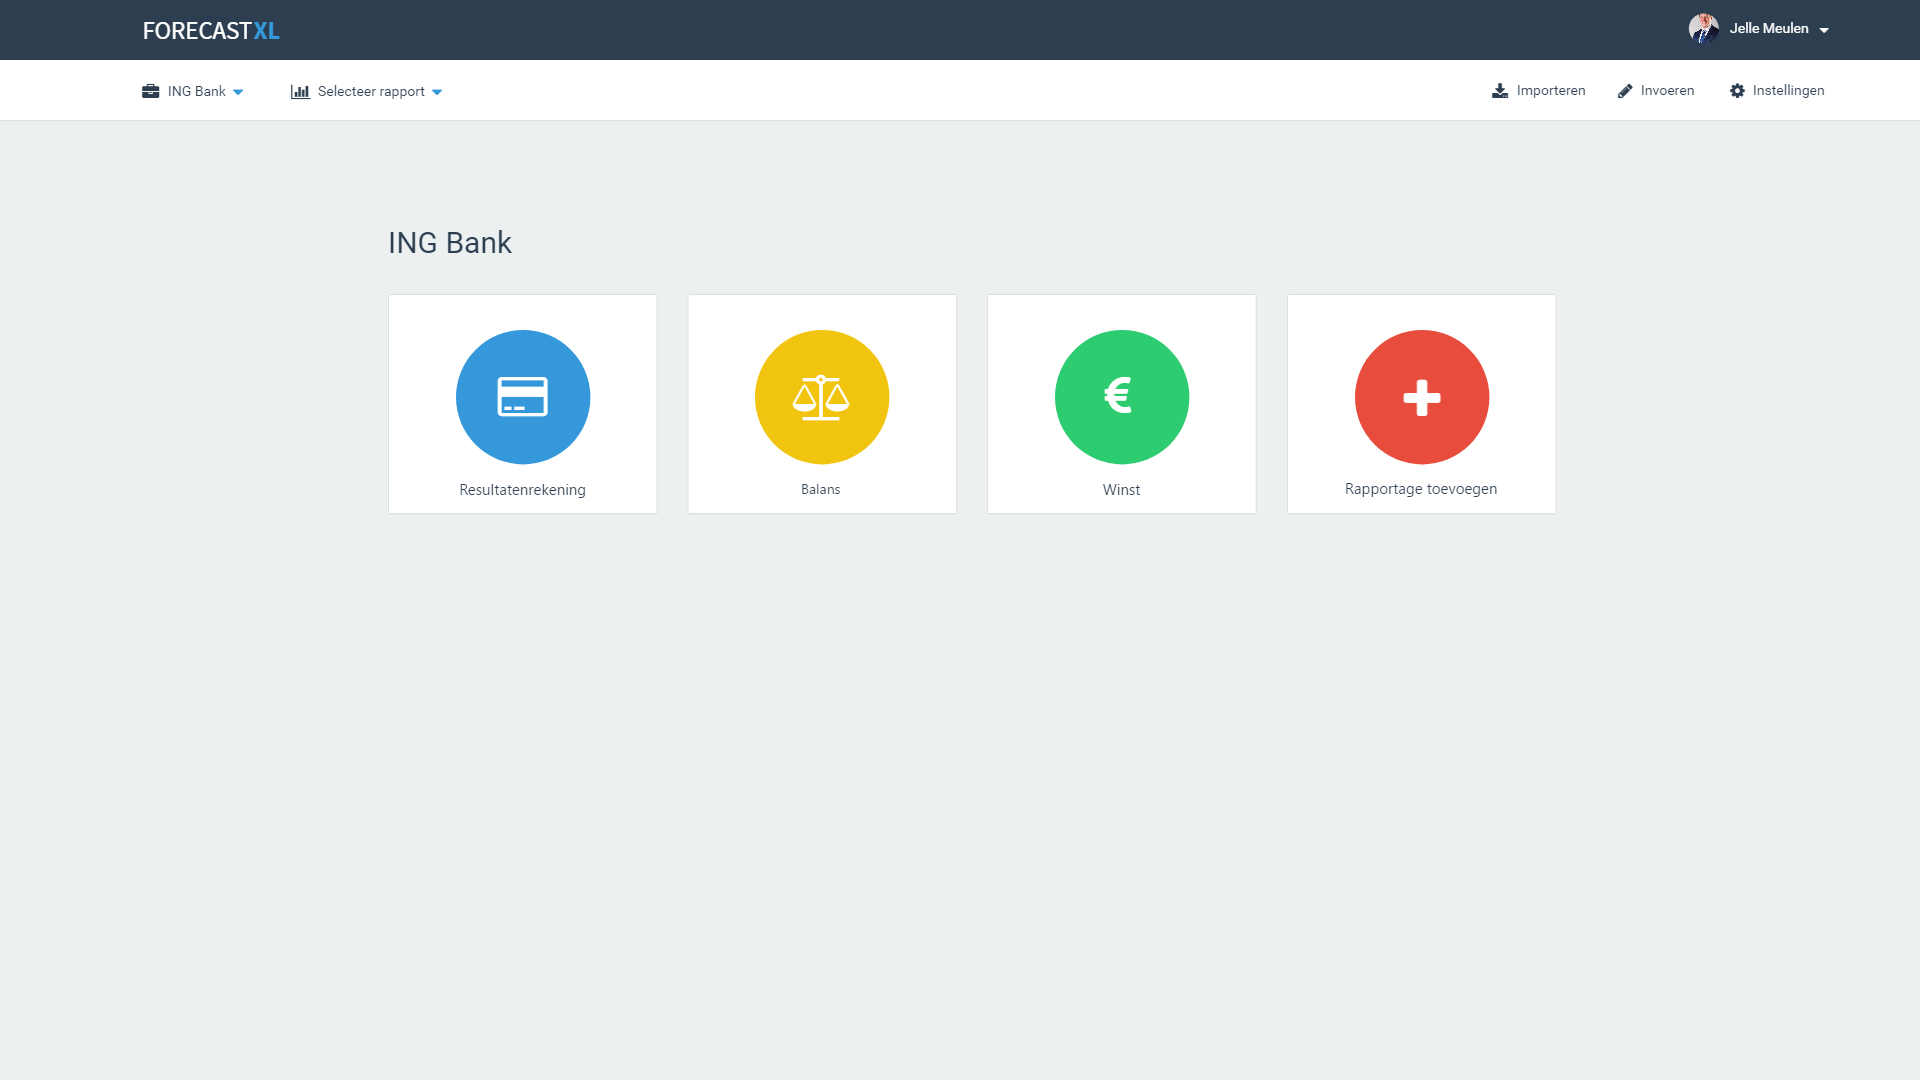 FORECASTXL
Jelle Meulen
ING Bank
Selecteer rapport
Importeren
Invoeren
Instellingen
ING Bank
Resultatenrekening
Balans
Winst
Rapportage toevoegen